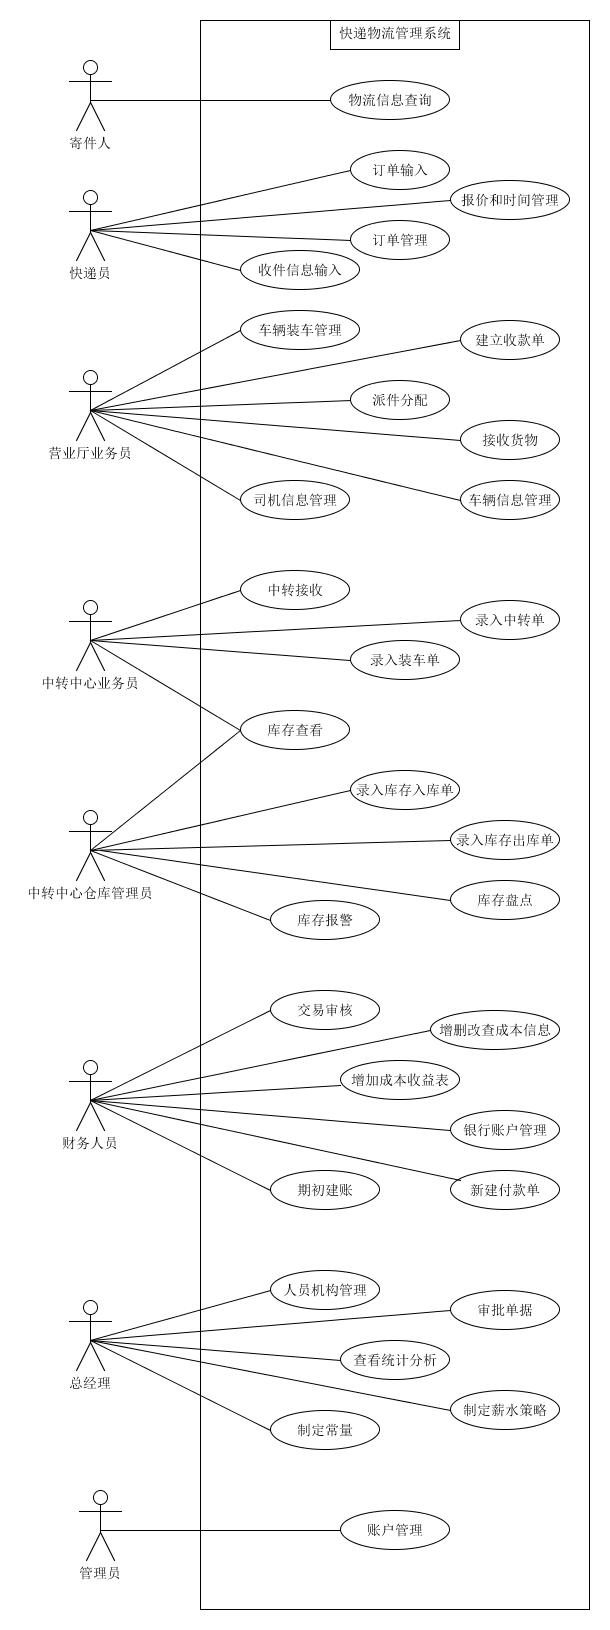 快递物流管理系统
物流信息查询
寄件人
订单输入
报价和时间管理
订单管理
收件信息输入
快递员
车辆装车管理
建立收款单
派件分配
接收货物
营业厅业务员
司机信息管理
车辆信息管理
中转接收
录入中转单
录入装车单
中转中心业务员
库存查看
录入库存入库单
录入库存出库单
中转中心仓库管理员
库存盘点
库存报警
交易审核
增删改查成本信息
增加成本收益表
银行账户管理
财务人员
期初建账
新建付款单
人员机构管理
审批单据
查看统计分析
总经理
制定薪水策略
制定常量
账户管理
管理员